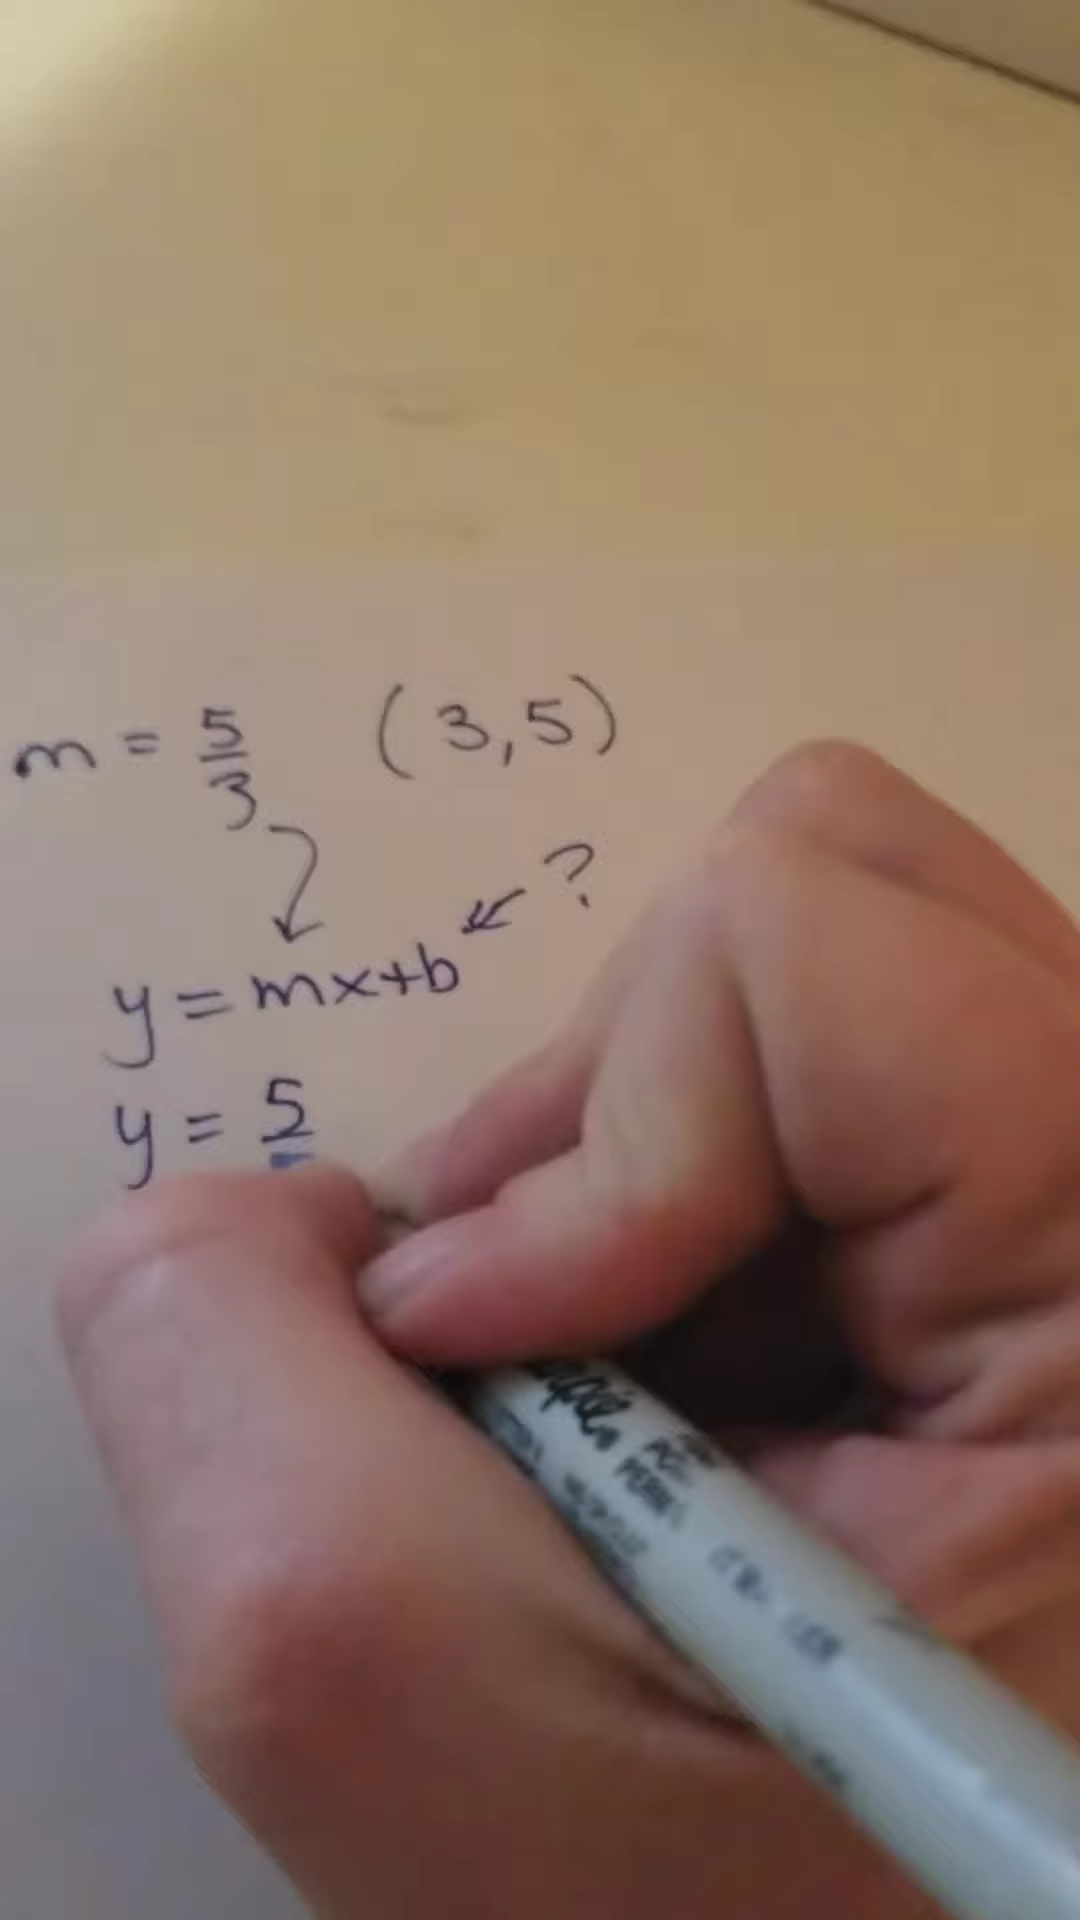 m = 5/3 (3,5)
?
y = mx+b
y = 5